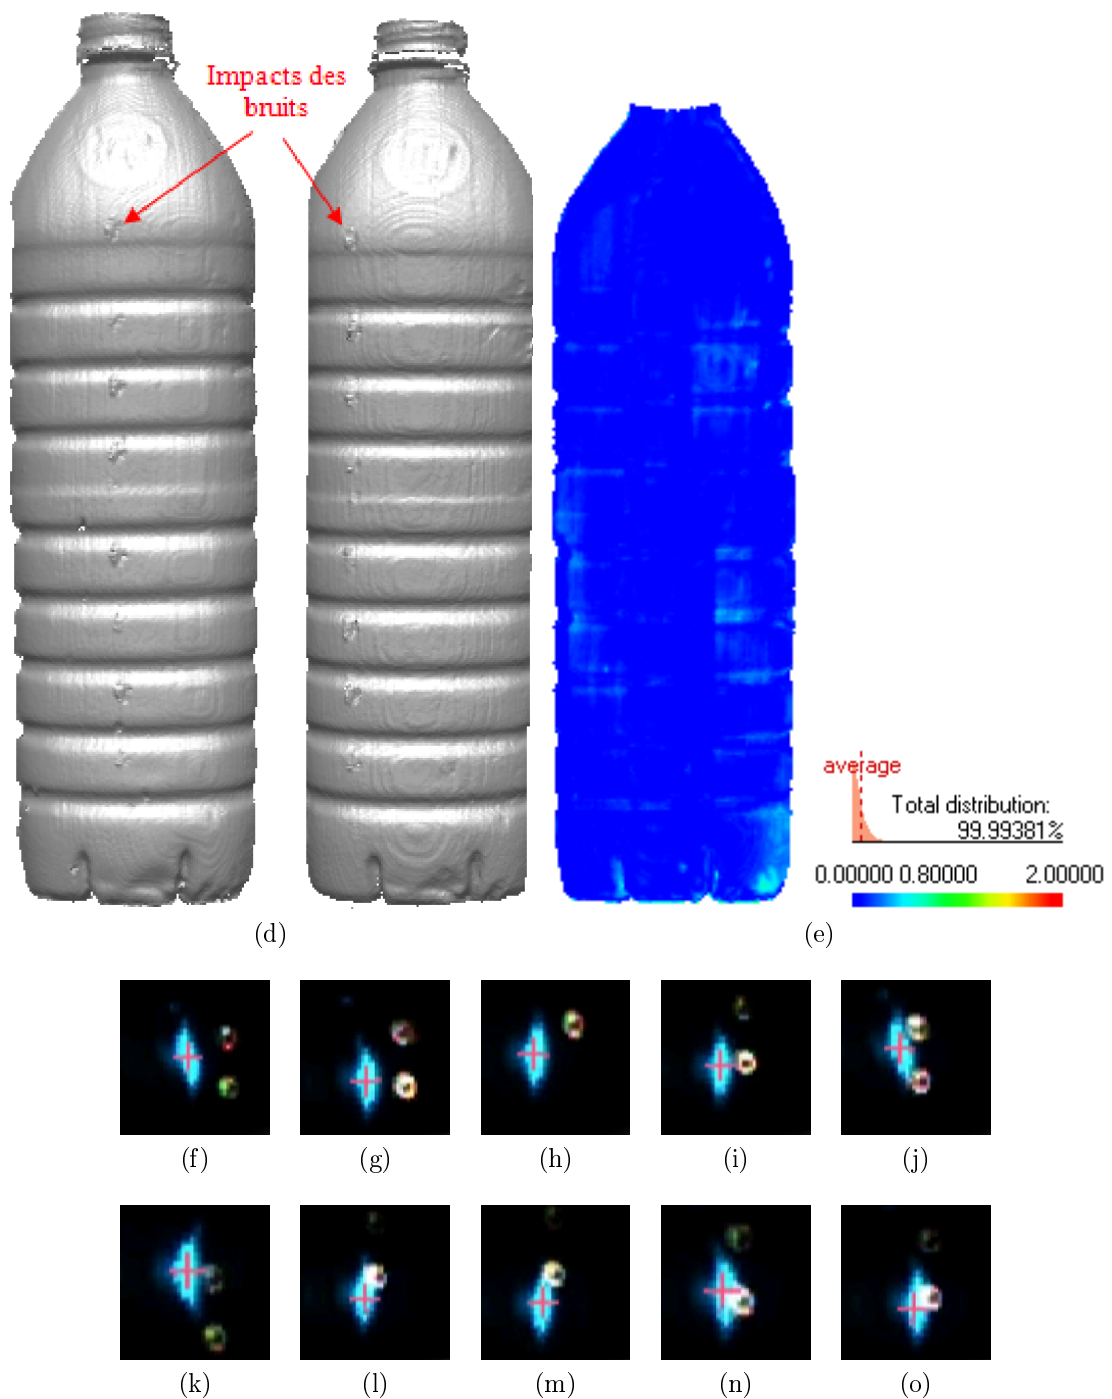 Impacts des
bruits
average
Total distribution:
99.99381%
0.00000 0.80000 2.00000
(d)
(e)
(f)
(g)
(h)
(i)
(j)
(k)
(l)
(m)
(n)
(o)